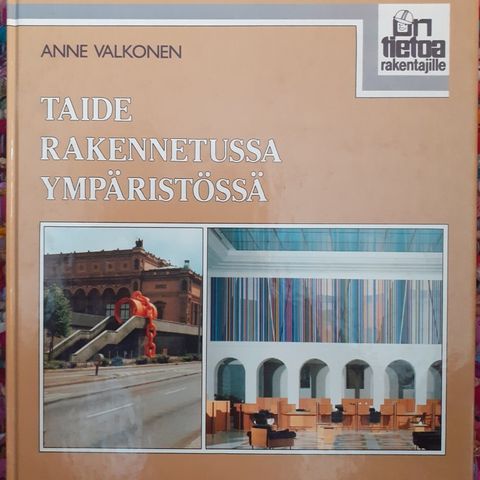 ANNE VALKONEN
on
tietoa
rakentajille
TAIDE
RAKENNETUSSA
YMPÄRISTÖSSÄ